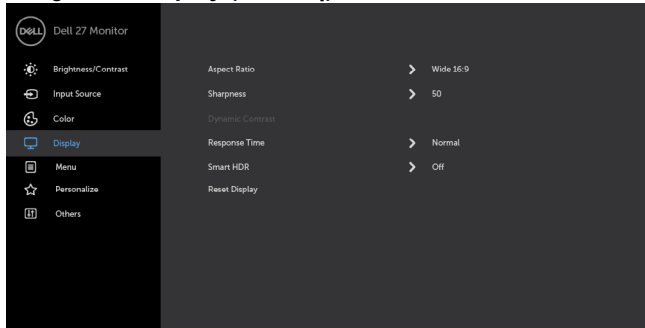 DELL Dell 27 Monitor
Brightness/Contrast Aspect Ratio Wide 16:9
Input Source Sharpness 50
Color Dynamic Contrast
Display Response Time Normal
Menu Smart HDR Off
Personalize Reset Display
Others